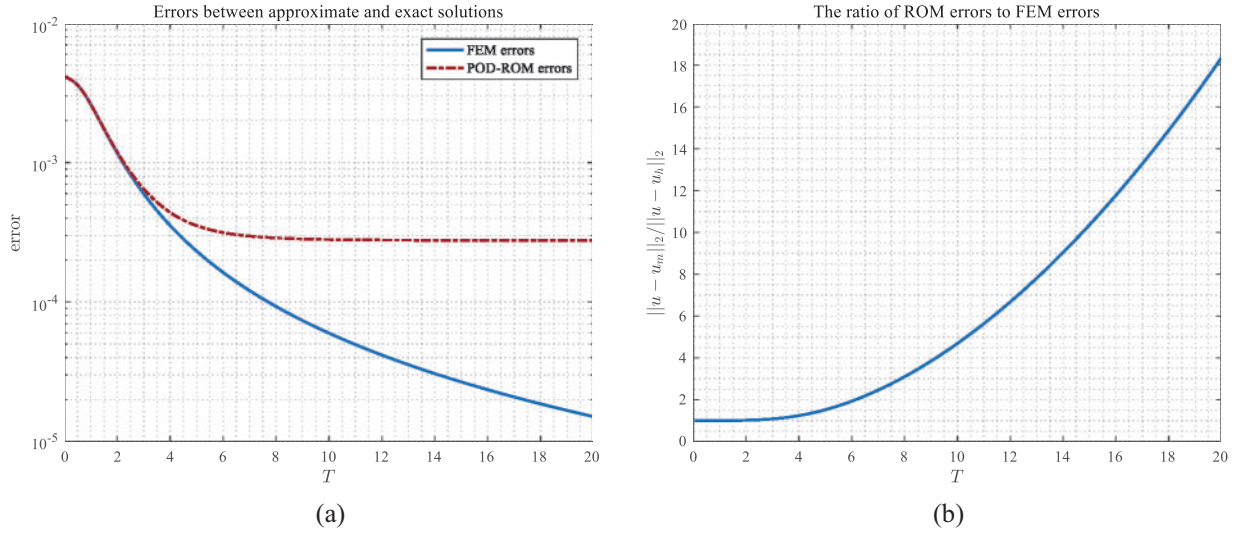 Errors between approximate and exact solutions
10^-2
10^-3
10^-4
10^-5
error
FEM errors
POD-ROM errors
0 2 4 6 8 10 12 14 16 18 20
T
(a)
The ratio of ROM errors to FEM errors
20
18
16
14
12
10
8
6
4
2
0
||u − u_m||_2/||u − u_h||_2
0 2 4 6 8 10 12 14 16 18 20
T
(b)